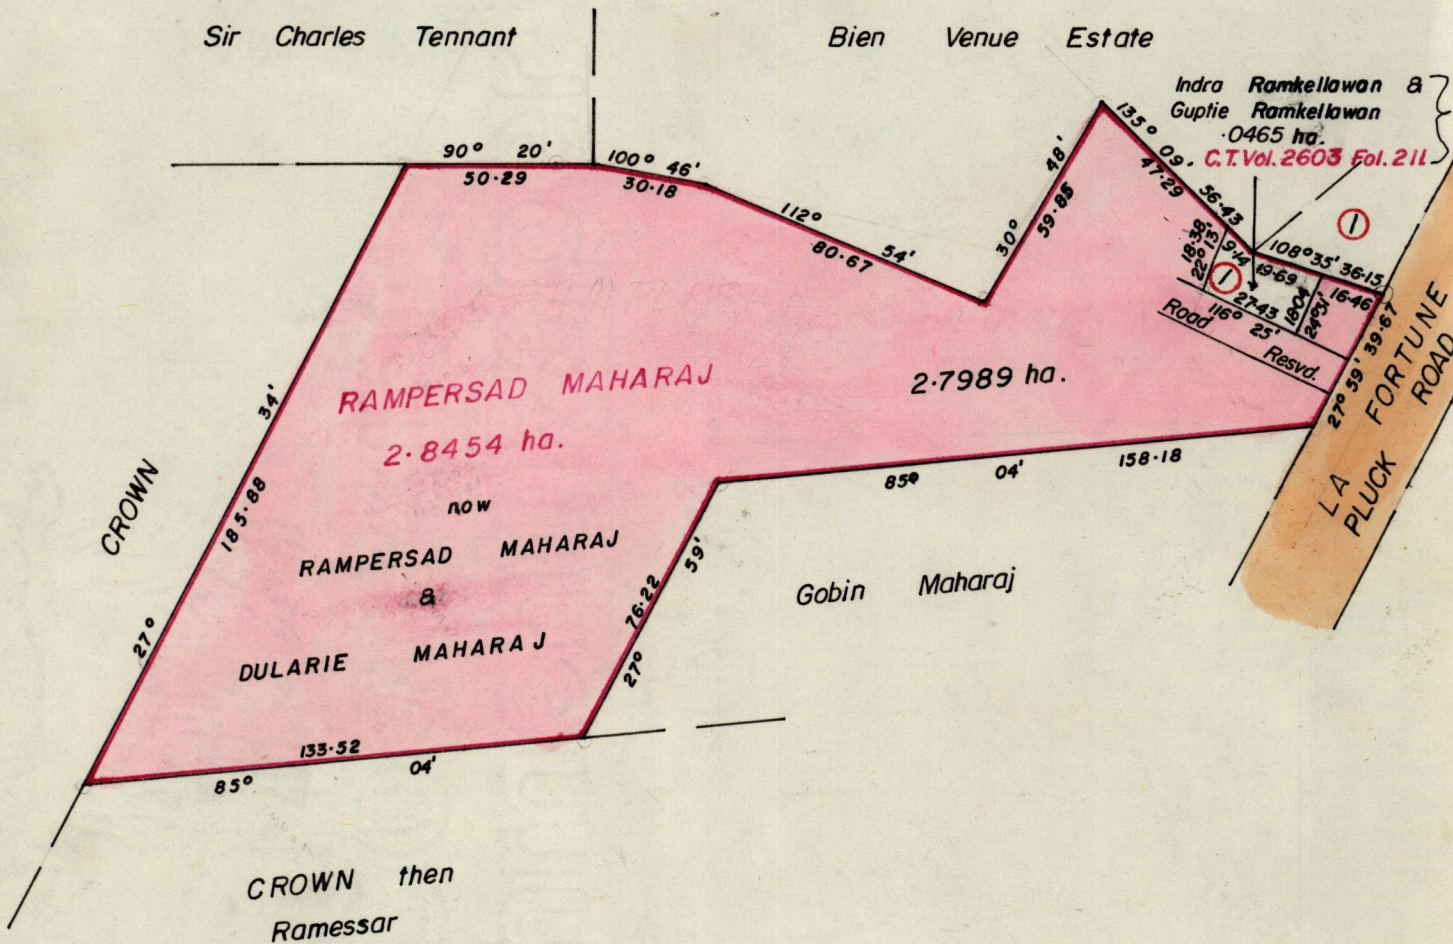 Sir Charles Tennant
Bien Venue Estate
Indra Ramkellawan &
Guptie Ramkellawan
·0465 ha.
C.T. Vol. 2603 Fol. 211
90° 20'
50·29
100° 46'
30·18
112° 54'
80·67
30° 48'
59·85
135° 09'
47·29
56·43
9·14
108° 35'
36·15
19·69
16·46
1
1
18·38
22° 13'
27·43
116° 25'
18·04
24° 31'
Road Resvd.
27° 59' 39·67
LA FORTUNE
PLUCK ROAD
RAMPERSAD MAHARAJ
2·8454 ha.
2·7989 ha.
now
RAMPERSAD MAHARAJ
&
DULARIE MAHARAJ
CROWN
27° 34'
185·88
85° 04'
158·18
Gobin Maharaj
27° 59'
76·22
133·52
85° 04'
CROWN then
Ramessar